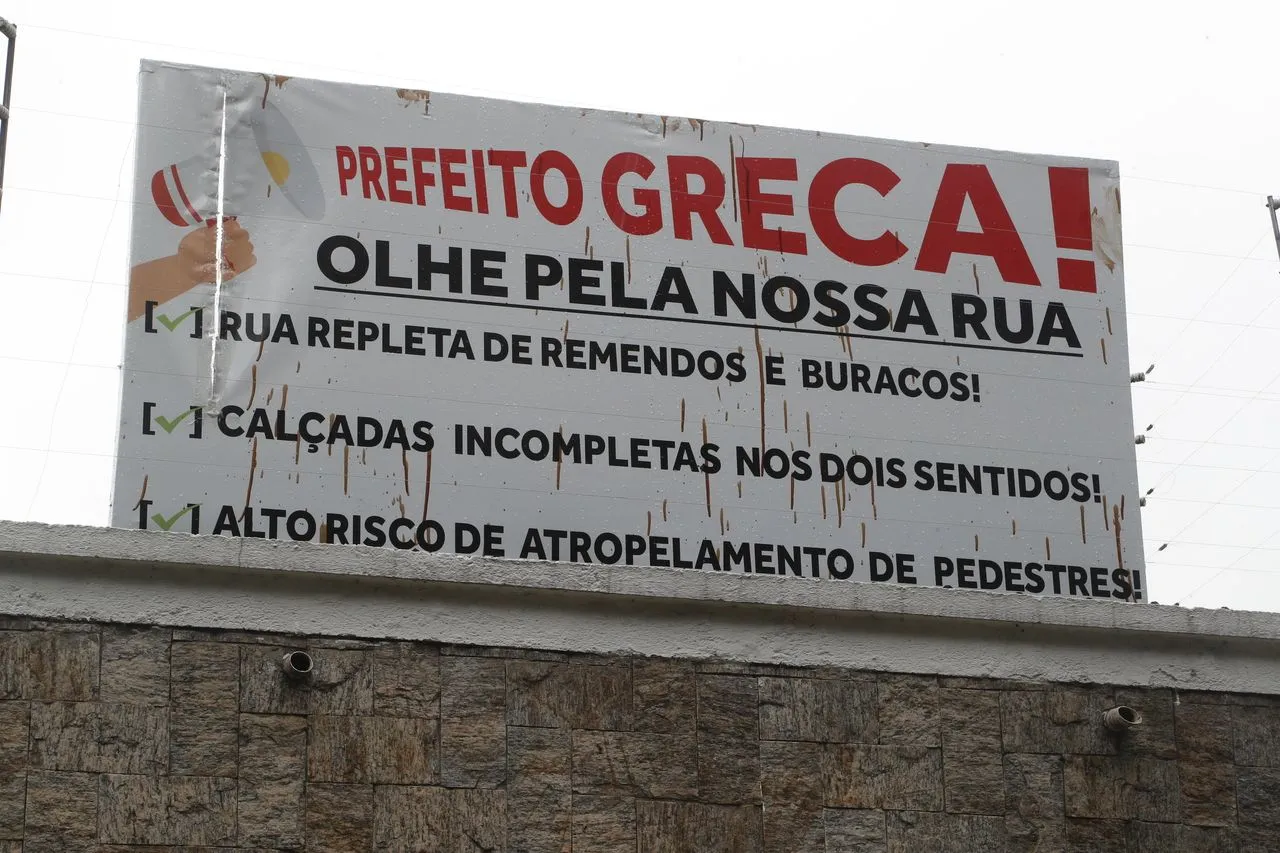 PREFEITO GRECA!
OLHE PELA NOSSA RUA
[✓] RUA REPLETA DE REMENDOS E BURACOS!
[✓] CALÇADAS INCOMPLETAS NOS DOIS SENTIDOS!
[✓] ALTO RISCO DE ATROPELAMENTO DE PEDESTRES!